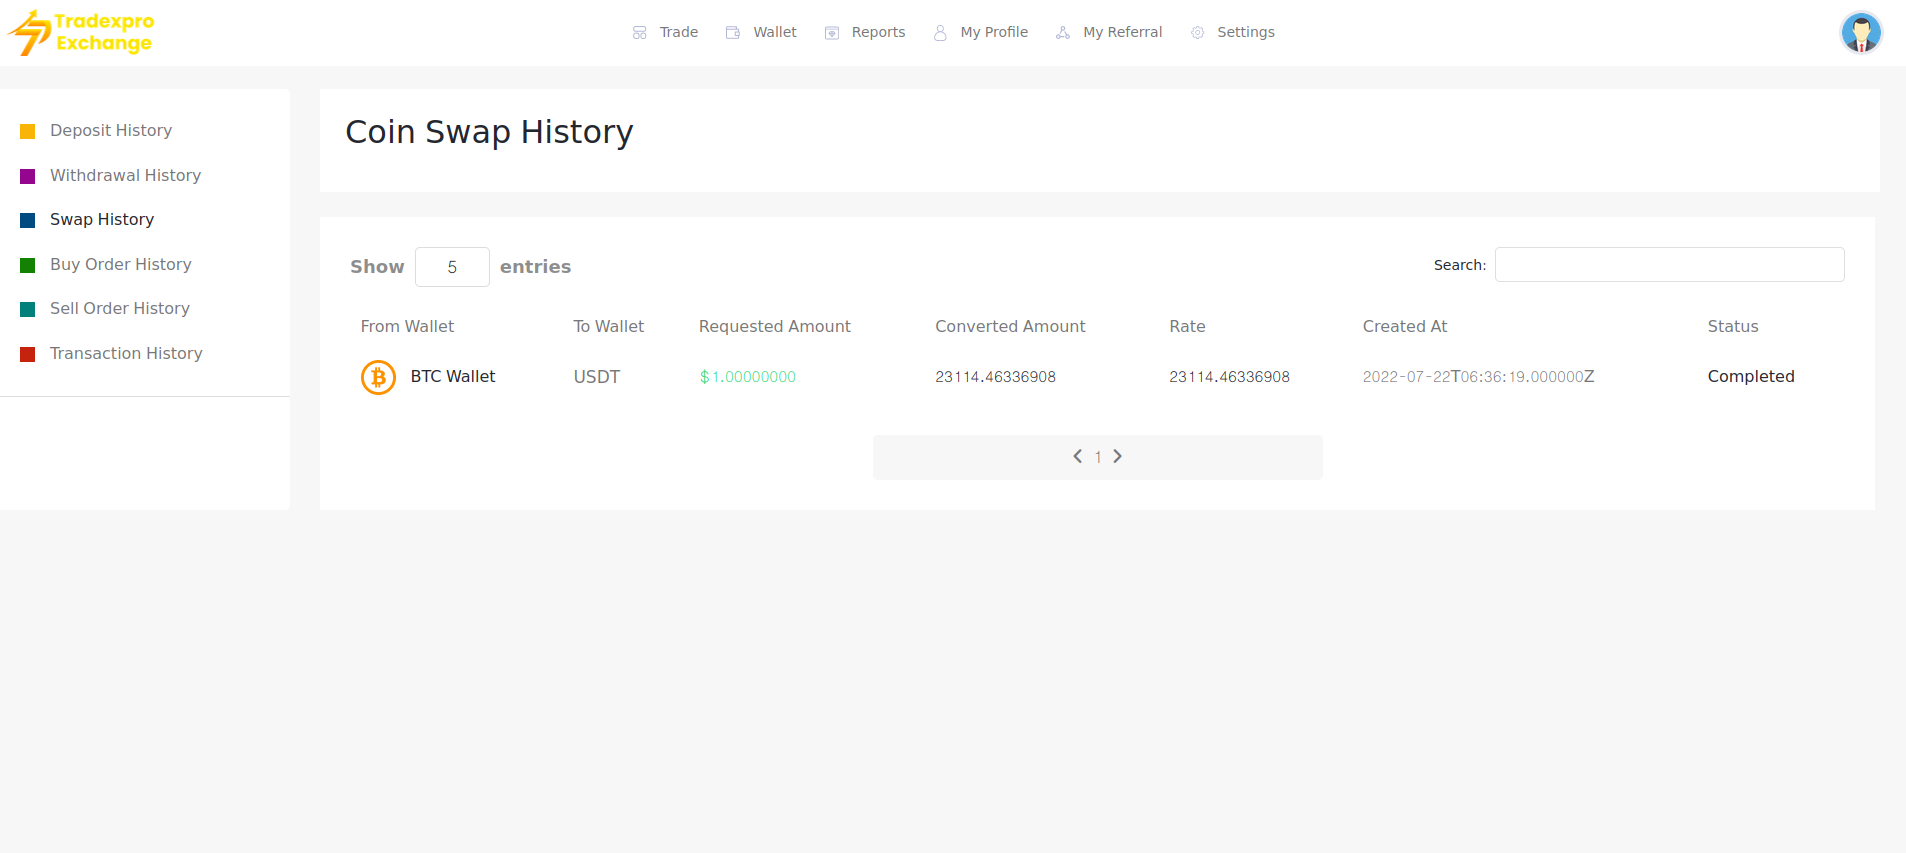 Tradexpro
Exchange
Trade Wallet Reports My Profile My Referral Settings
Deposit History
Withdrawal History
Swap History
Buy Order History
Sell Order History
Transaction History
Coin Swap History
Show 5 entries Search:
From Wallet To Wallet Requested Amount Converted Amount Rate Created At Status
BTC Wallet USDT $1.00000000 23114.46336908 23114.46336908 2022-07-22T06:36:19.000000Z Completed
1